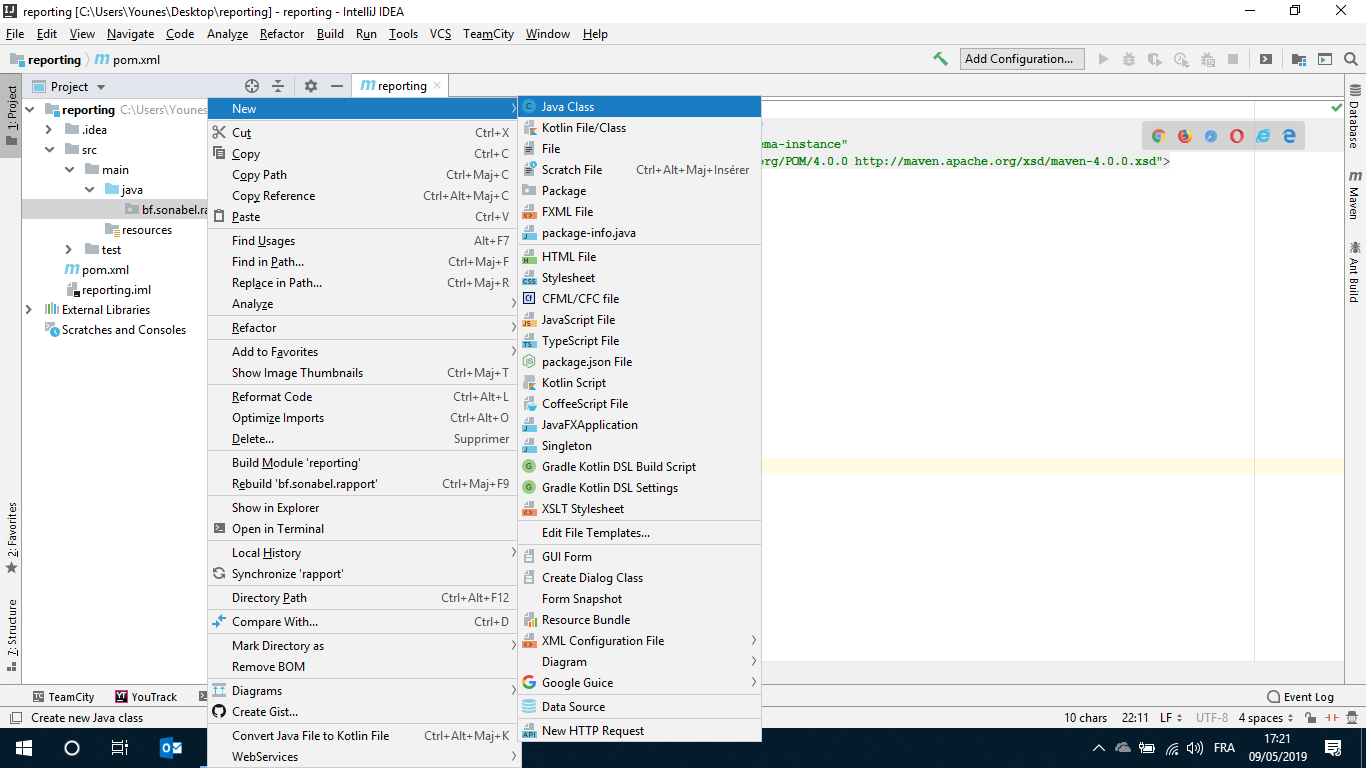 reporting [C:\Users\Younes\Desktop\reporting] - reporting - IntelliJ IDEA
File Edit View Navigate Code Analyze Refactor Build Run Tools VCS TeamCity Window Help
reporting pom.xml
Add Configuration...
1: Project
2: Favorites
7: Structure
Project
reporting
reporting C:\Users\Younes
.idea
src
main
java
bf.sonabel.ra
resources
test
pom.xml
reporting.iml
External Libraries
Scratches and Consoles
New
Cut Ctrl+X
Copy Ctrl+C
Copy Path Ctrl+Maj+C
Copy Reference Ctrl+Alt+Maj+C
Paste Ctrl+V
Find Usages Alt+F7
Find in Path... Ctrl+Maj+F
Replace in Path... Ctrl+Maj+R
Analyze
Refactor
Add to Favorites
Show Image Thumbnails Ctrl+Maj+T
Reformat Code Ctrl+Alt+L
Optimize Imports Ctrl+Alt+O
Delete... Supprimer
Build Module 'reporting'
Rebuild 'bf.sonabel.rapport' Ctrl+Maj+F9
Show in Explorer
Open in Terminal
Local History
Synchronize 'rapport'
Directory Path Ctrl+Alt+F12
Compare With... Ctrl+D
Mark Directory as
Remove BOM
Diagrams
Create Gist...
Convert Java File to Kotlin File Ctrl+Alt+Maj+K
WebServices
Java Class
Kotlin File/Class
File
Scratch File Ctrl+Alt+Maj+Insérer
Package
FXML File
package-info.java
HTML File
Stylesheet
CFML/CFC file
JavaScript File
TypeScript File
package.json File
Kotlin Script
CoffeeScript File
JavaFXApplication
Singleton
Gradle Kotlin DSL Build Script
Gradle Kotlin DSL Settings
XSLT Stylesheet
Edit File Templates...
GUI Form
Create Dialog Class
Form Snapshot
Resource Bundle
XML Configuration File
Diagram
Google Guice
Data Source
New HTTP Request
ema-instance"
org/POM/4.0.0 http://maven.apache.org/xsd/maven-4.0.0.xsd">
Database
Maven
Ant Build
TeamCity YouTrack
Event Log
Create new Java class
10 chars 22:11 LF UTF-8 4 spaces
FRA
17:21
09/05/2019